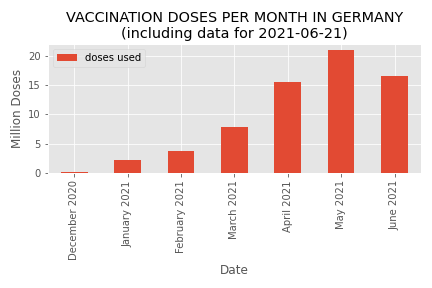 VACCINATION DOSES PER MONTH IN GERMANY
(including data for 2021-06-21)
doses used
Million Doses
20
15
10
5
0
December 2020
January 2021
February 2021
March 2021
April 2021
May 2021
June 2021
Date